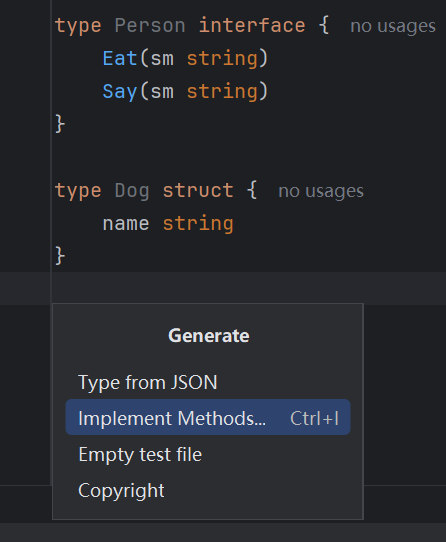 type Person interface { no usages
    Eat(sm string)
    Say(sm string)
}
type Dog struct { no usages
    name string
}
Generate
Type from JSON
Implement Methods... Ctrl+I
Empty test file
Copyright